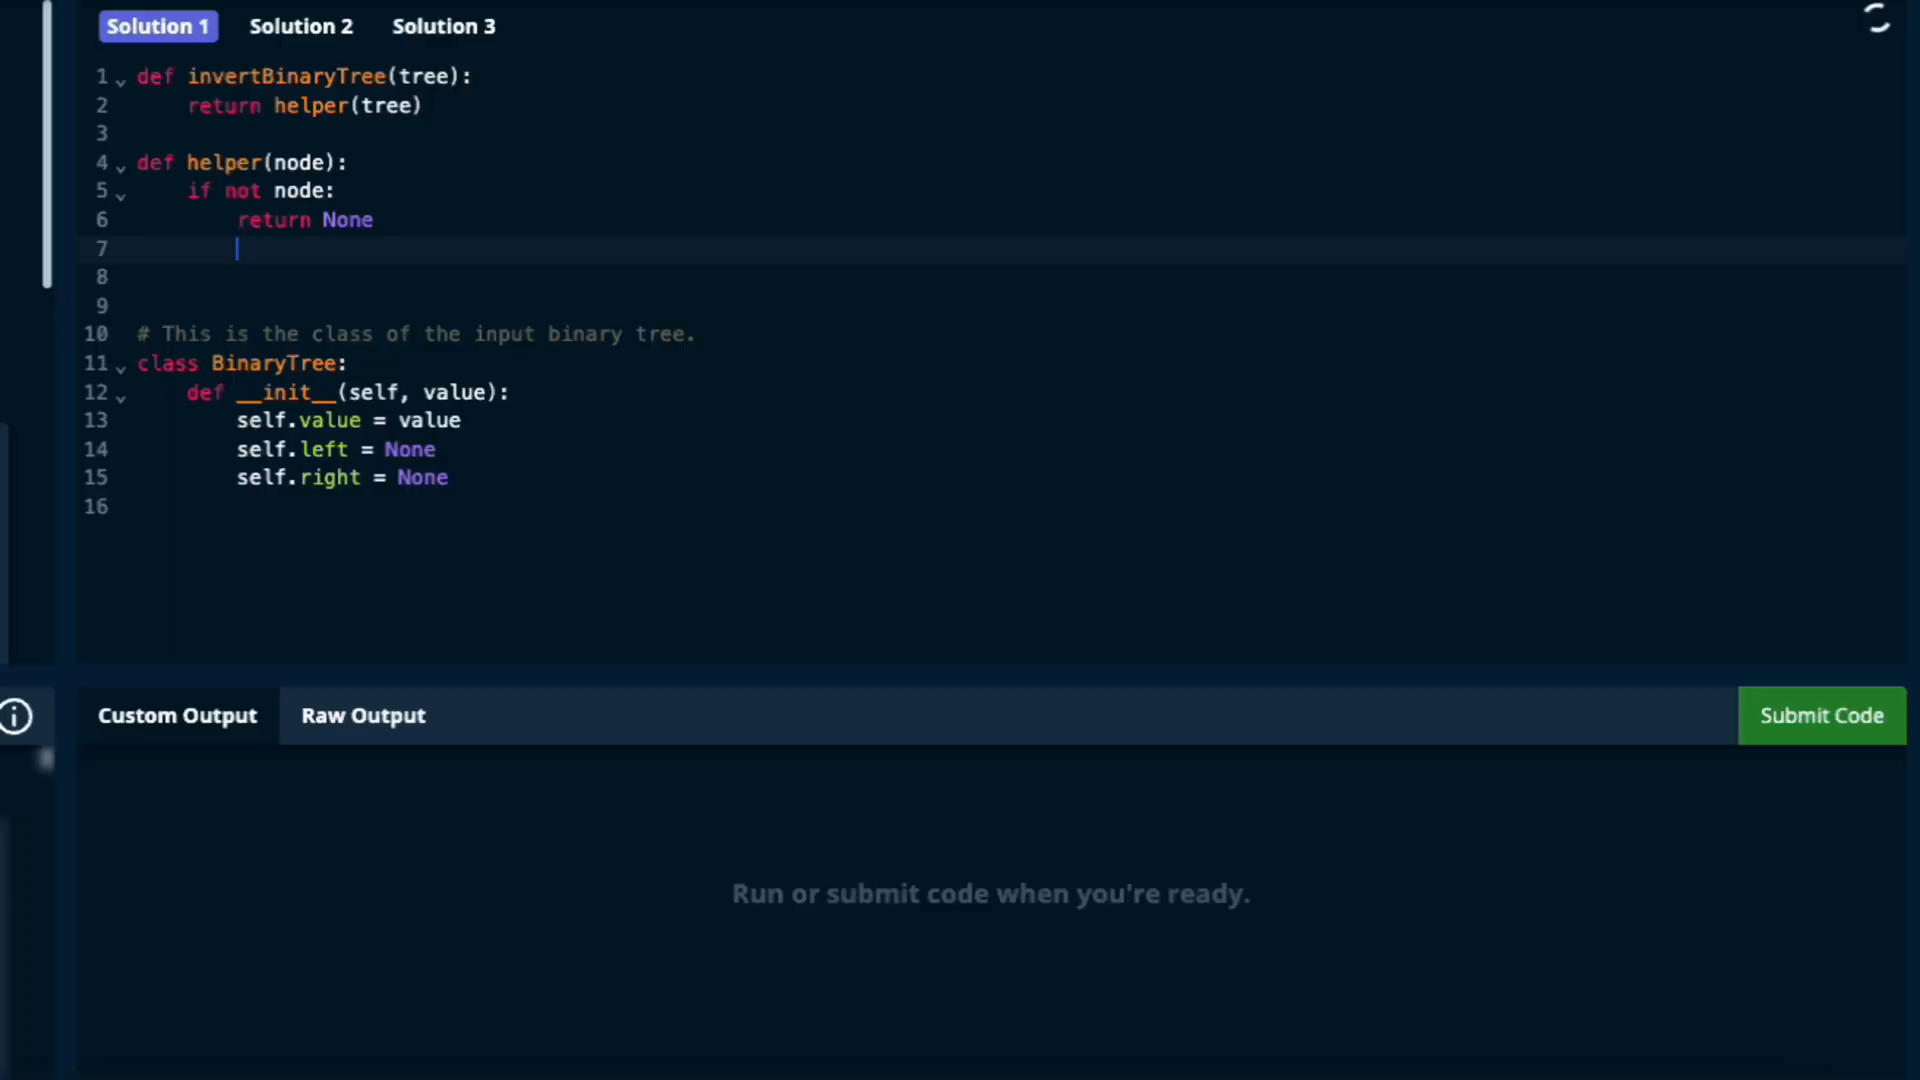 Solution 1 Solution 2 Solution 3
1 def invertBinaryTree(tree):
2 return helper(tree)
3
4 def helper(node):
5 if not node:
6 return None
7
8
9
10 # This is the class of the input binary tree.
11 class BinaryTree:
12 def __init__(self, value):
13 self.value = value
14 self.left = None
15 self.right = None
16
Custom Output Raw Output Submit Code
Run or submit code when you're ready.